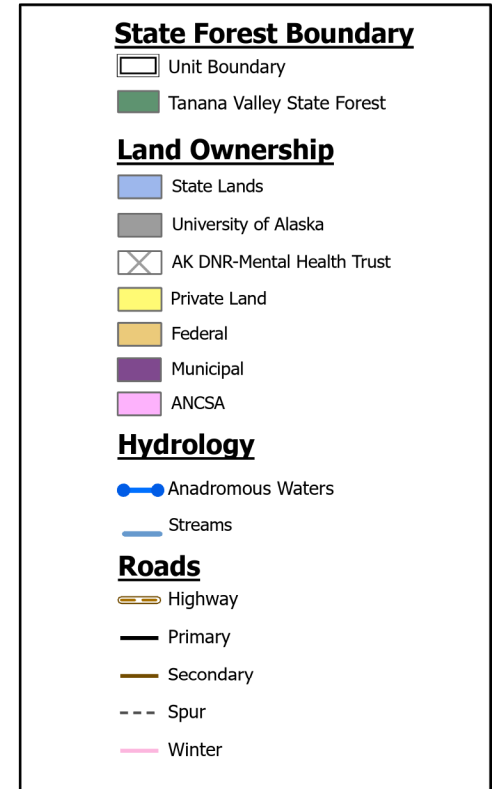 State Forest Boundary
Unit Boundary
Tanana Valley State Forest
Land Ownership
State Lands
University of Alaska
AK DNR-Mental Health Trust
Private Land
Federal
Municipal
ANCSA
Hydrology
Anadromous Waters
Streams
Roads
Highway
Primary
Secondary
Spur
Winter